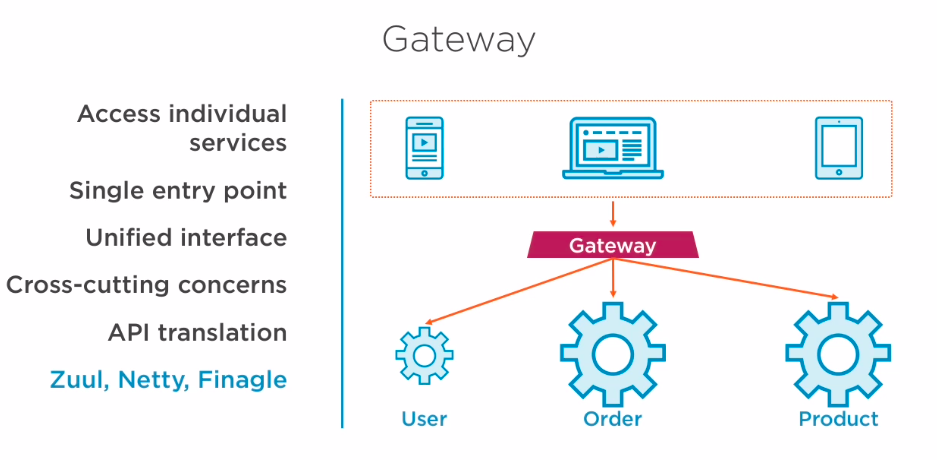 Gateway
Access individual
services
Single entry point
Unified interface
Cross-cutting concerns
API translation
Zuul, Netty, Finagle
Gateway
User
Order
Product